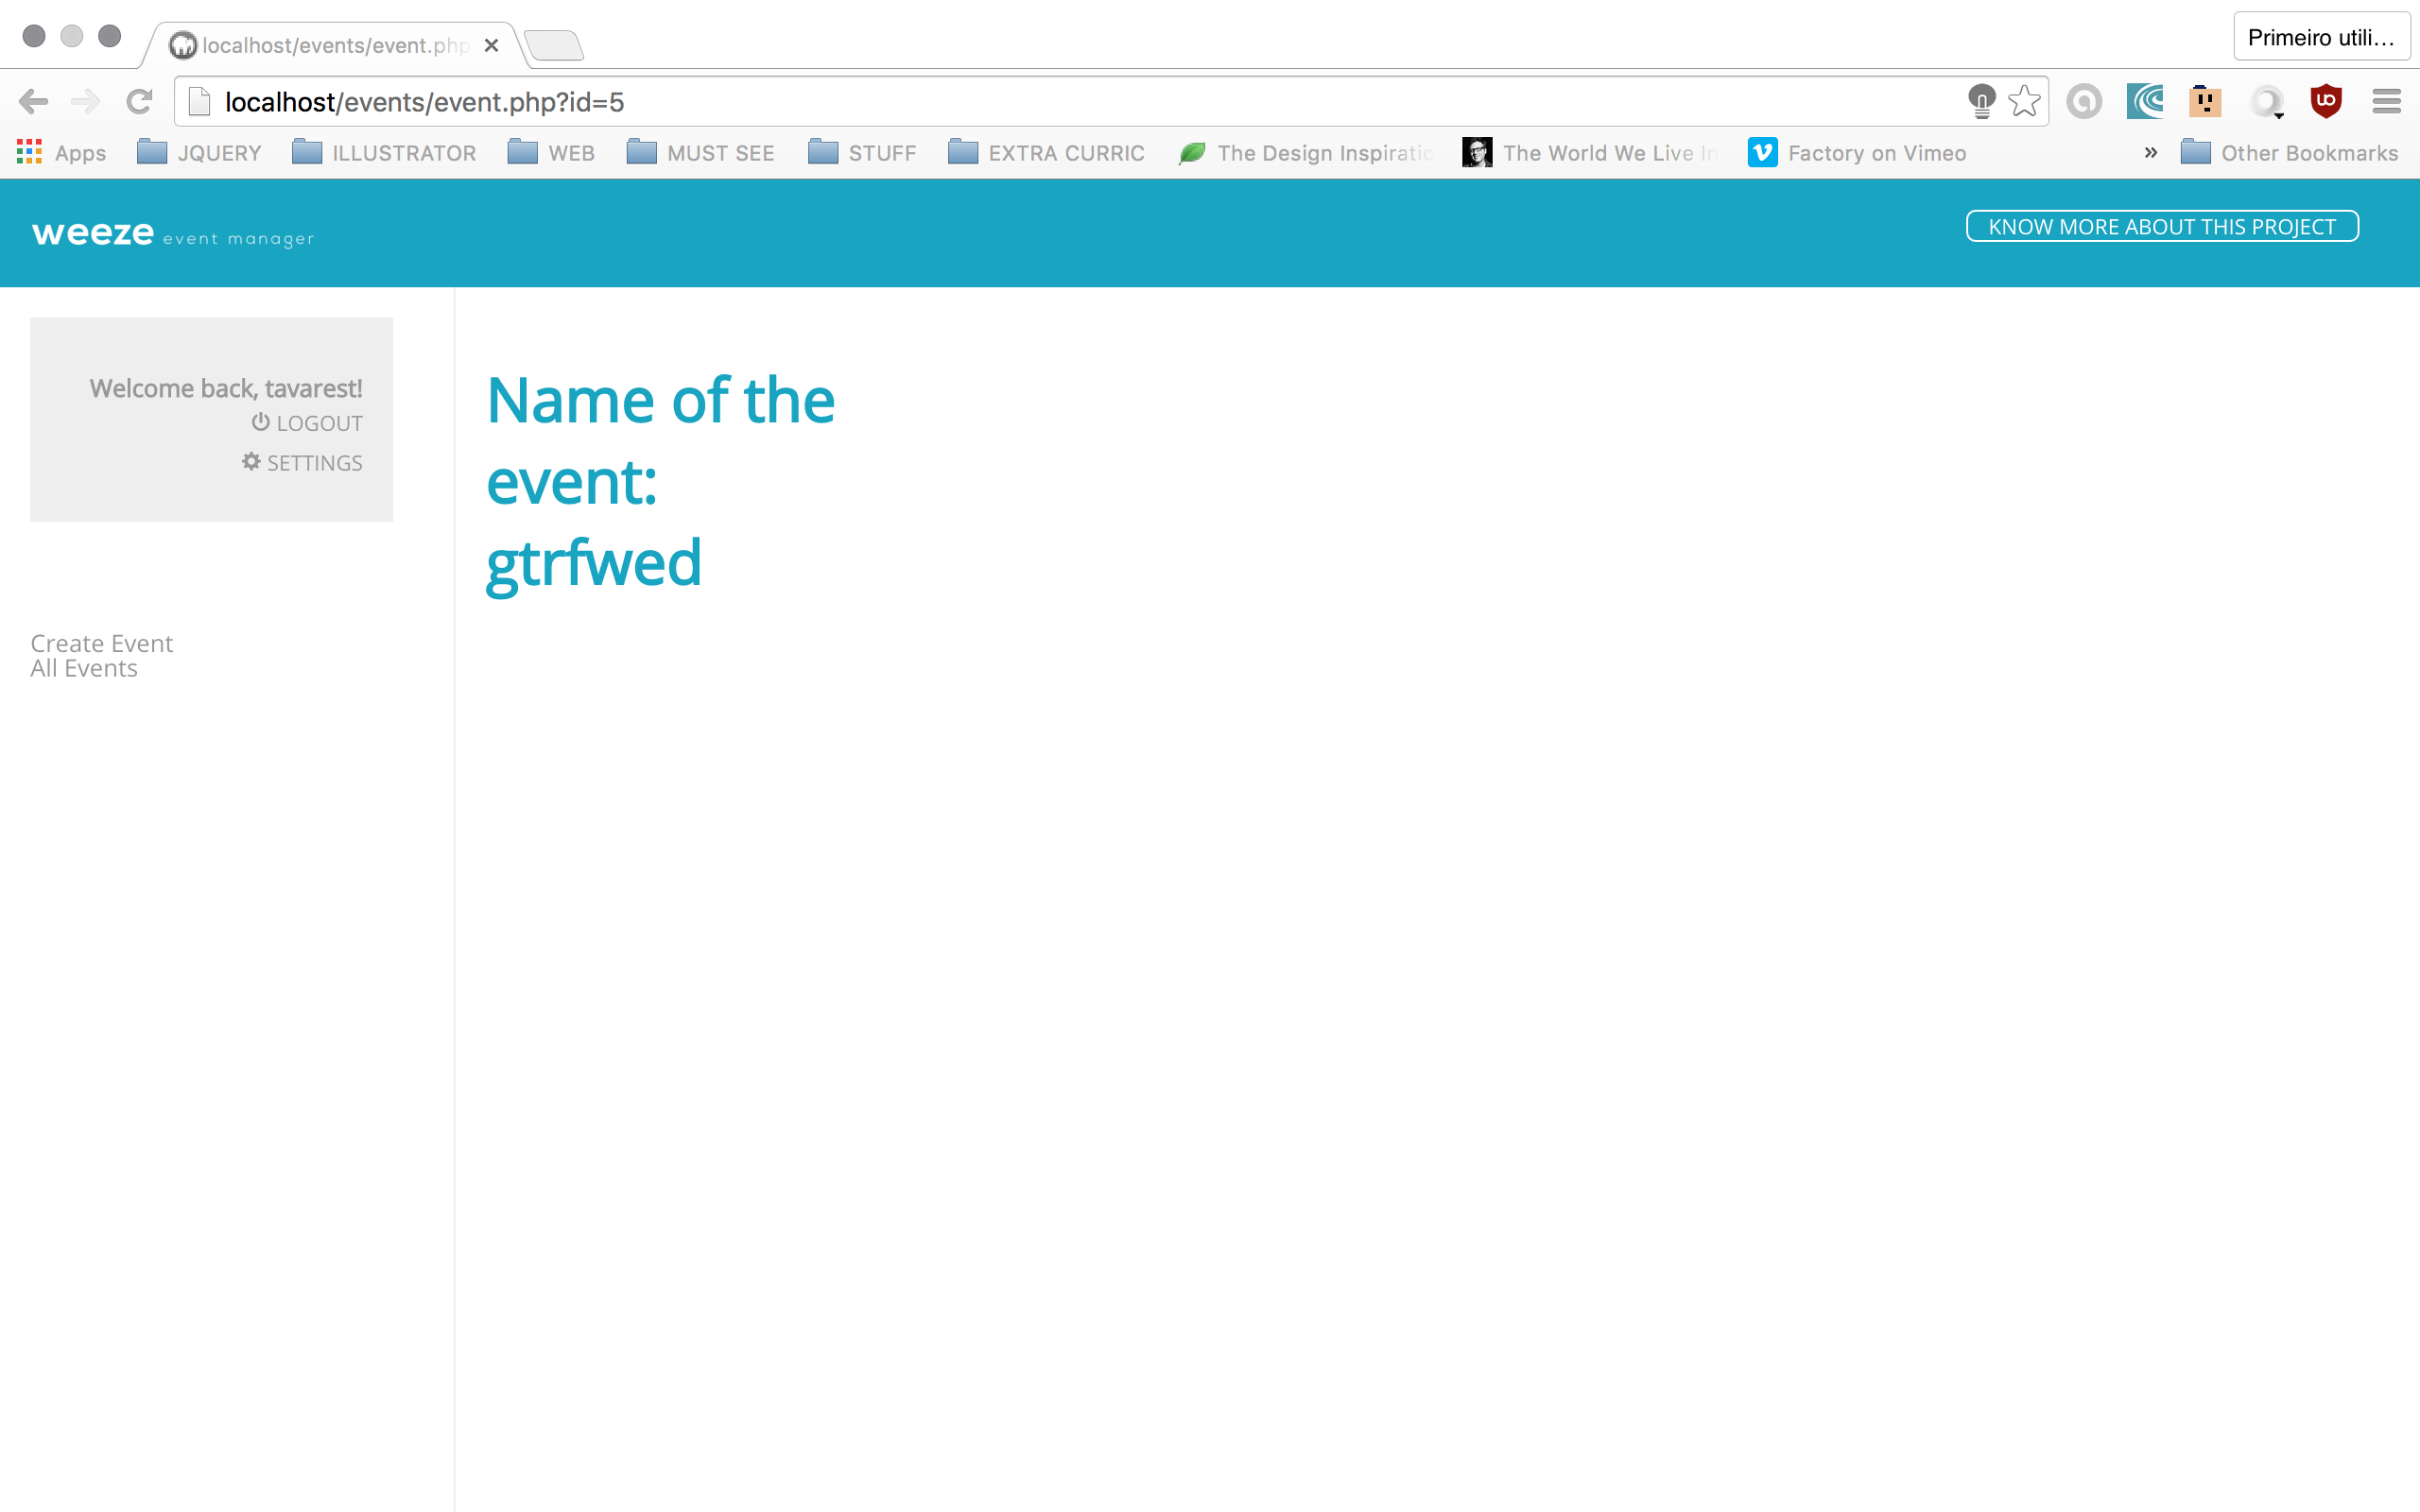 localhost/events/event.php
Primeiro utili...
localhost/events/event.php?id=5
Apps JQUERY ILLUSTRATOR WEB MUST SEE STUFF EXTRA CURRIC The Design Inspiratio The World We Live In Factory on Vimeo » Other Bookmarks
weeze event manager
KNOW MORE ABOUT THIS PROJECT
Welcome back, tavarest!
LOGOUT
SETTINGS
Name of the
event:
gtrfwed
Create Event
All Events